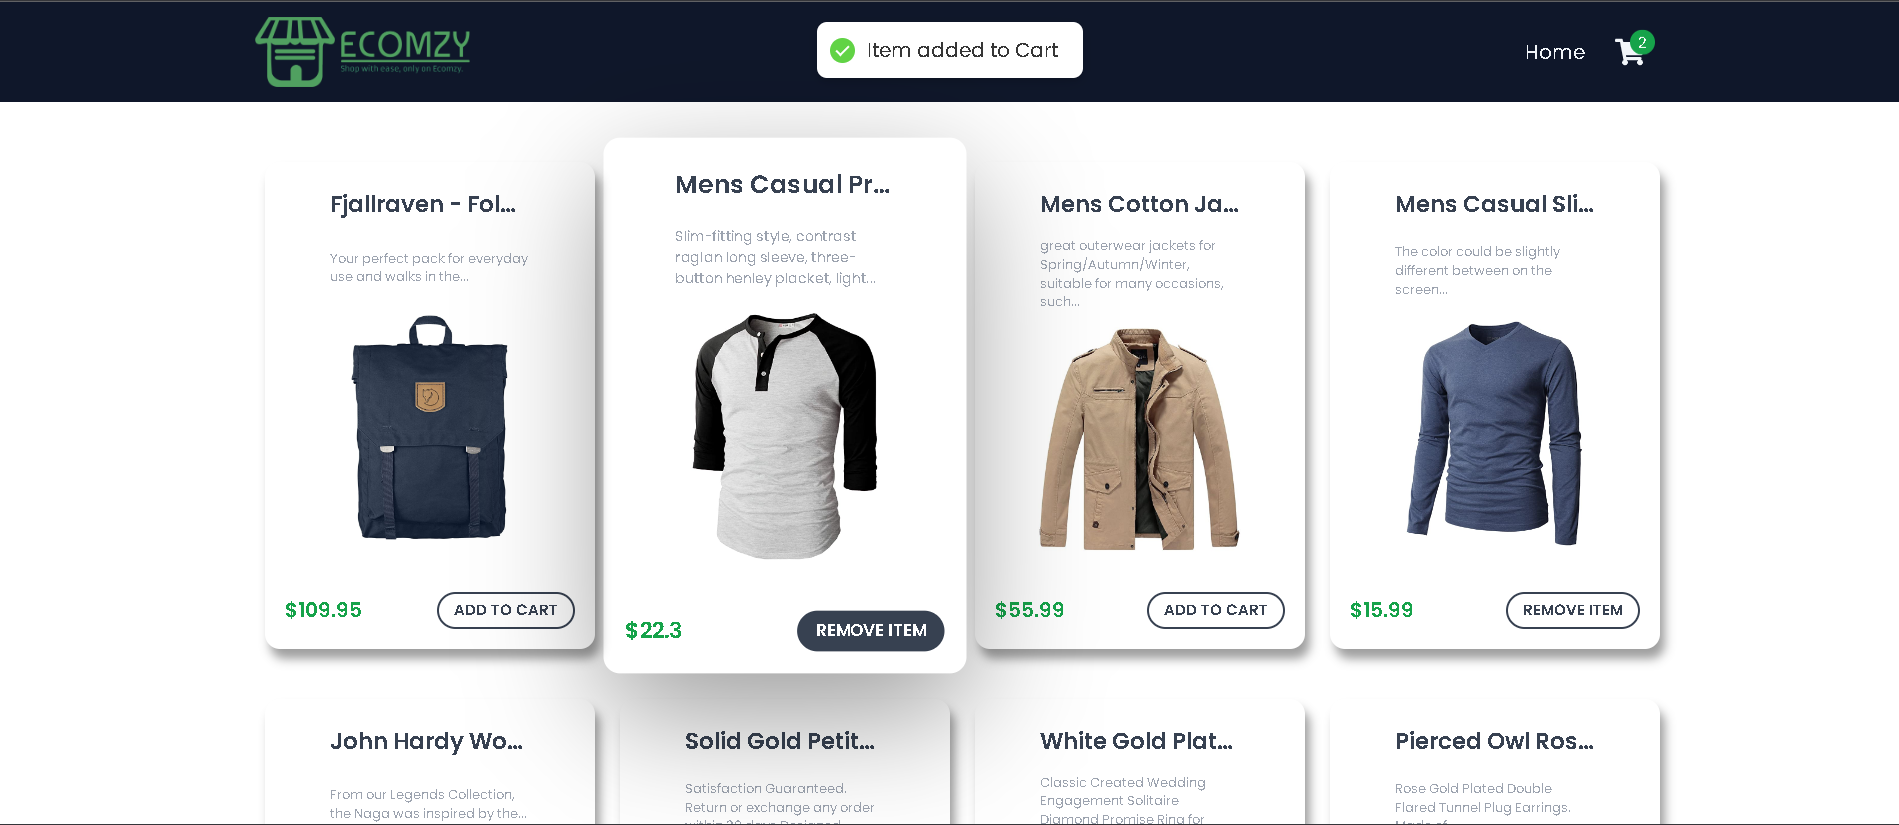 ECOMZY
Shop with ease, only on Ecomzy.
Item added to Cart
Home
2
Fjallraven - Fol...
Your perfect pack for everyday
use and walks in the...
$109.95
ADD TO CART
Mens Casual Pr...
Slim-fitting style, contrast
raglan long sleeve, three-
button henley placket, light...
$22.3
REMOVE ITEM
Mens Cotton Ja...
great outerwear jackets for
Spring/Autumn/Winter,
suitable for many occasions,
such...
$55.99
ADD TO CART
Mens Casual Sli...
The color could be slightly
different between on the
screen...
$15.99
REMOVE ITEM
John Hardy Wo...
From our Legends Collection,
the Naga was inspired by the...
Solid Gold Petit...
Satisfaction Guaranteed.
Return or exchange any order
within 30 days.Designed
White Gold Plat...
Classic Created Wedding
Engagement Solitaire
Diamond Promise Ring for
Pierced Owl Ros...
Rose Gold Plated Double
Flared Tunnel Plug Earrings.